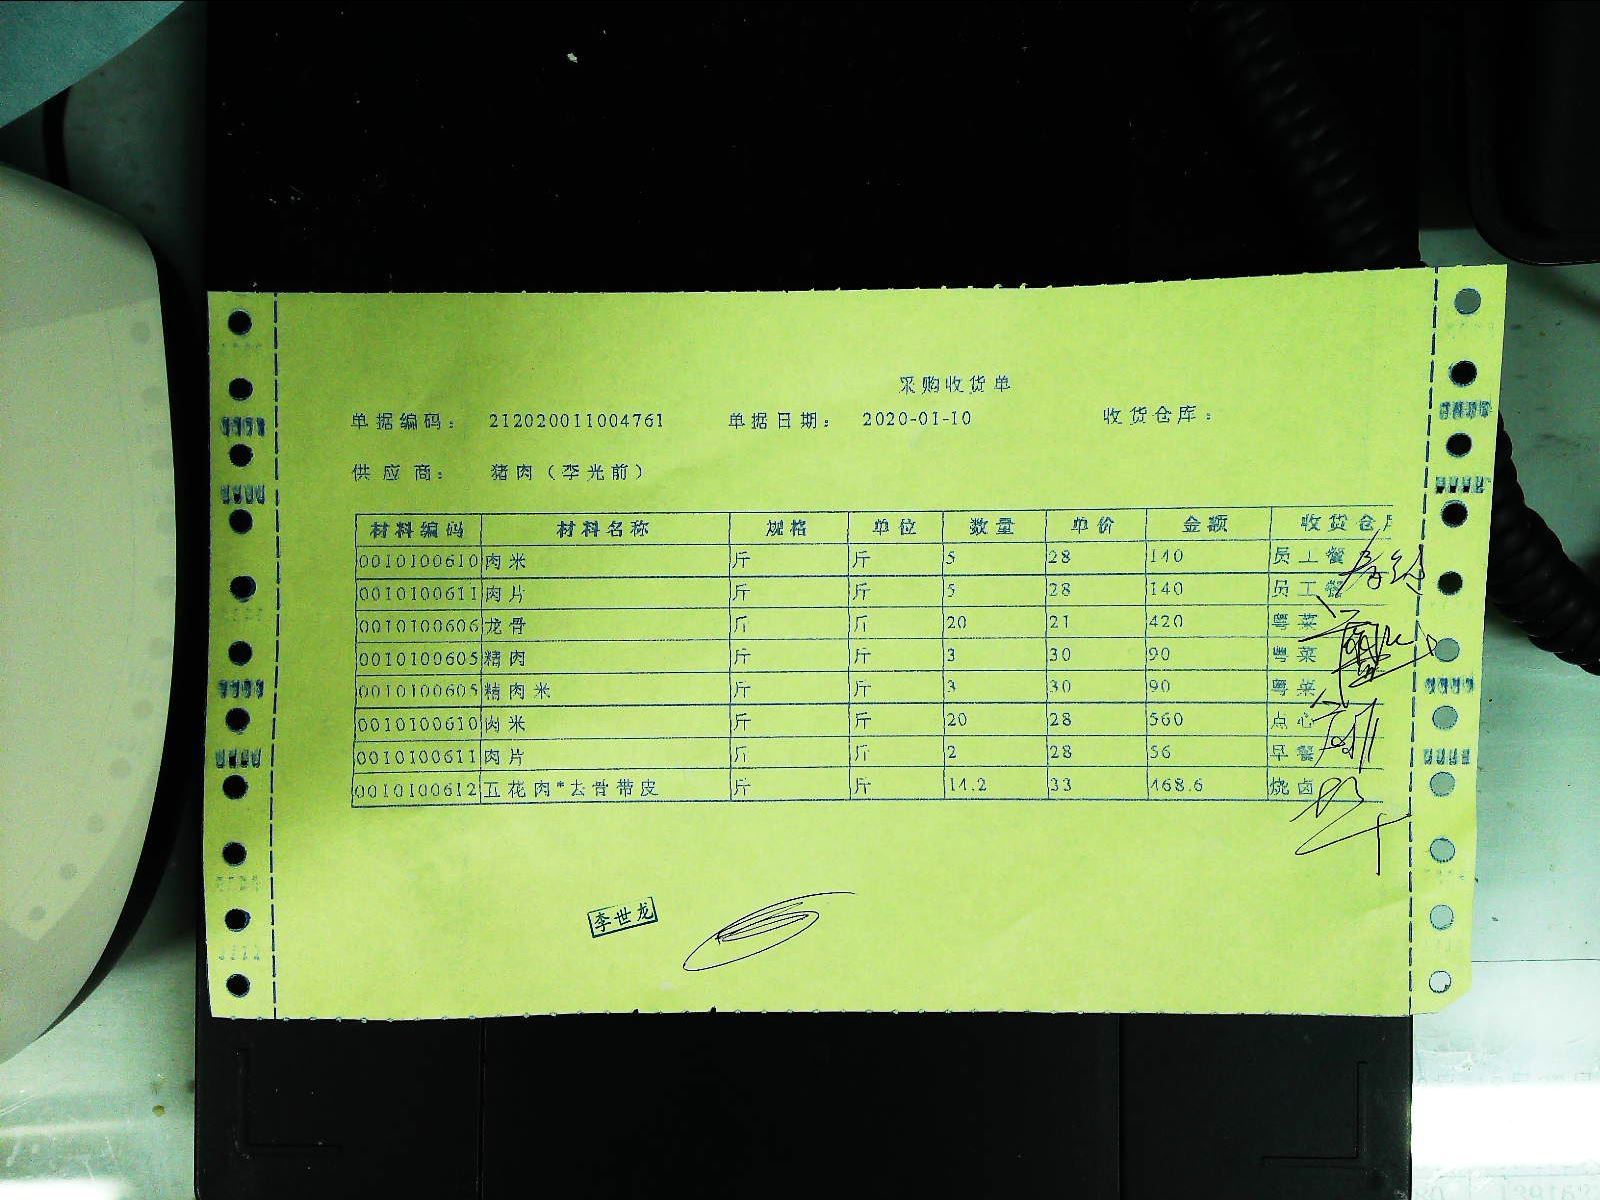 采购收货单
单据编码： 212020011004761 单据日期： 2020-01-10 收货仓库：
供应商： 猪肉（李光前）
材料编码 材料名称 规格 单位 数量 单价 金额 收货仓
0010100610 肉米 斤 斤 5 28 140 员工餐
0010100611 肉片 斤 斤 5 28 140 员工餐
0010100606 龙骨 斤 斤 20 21 420 粤菜
0010100605 精肉 斤 斤 3 30 90 粤菜
0010100605 精肉米 斤 斤 3 30 90 粤菜
0010100610 肉米 斤 斤 20 28 560 点心
0010100611 肉片 斤 斤 2 28 56 早餐
0010100612 五花肉*去骨带皮 斤 斤 14.2 33 468.6 烧卤
李世龙